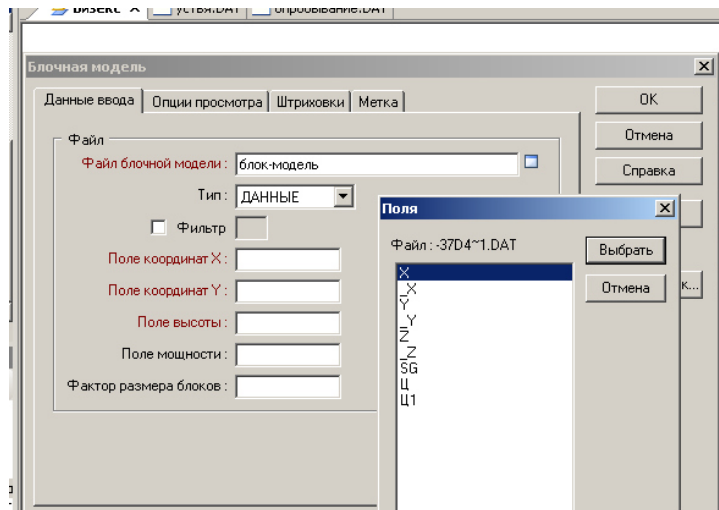 Визекс X устья.DAT опробывание.DAT
Блочная модель
Данные ввода Опции просмотра Штриховки Метка
OK
Отмена
Справка
Файл
Файл блочной модели: блок-модель
Тип: ДАННЫЕ
Фильтр
Поле координат X:
Поле координат Y:
Поле высоты:
Поле мощности:
Фактор размера блоков:
к...
Поля
Файл: -37D4~1.DAT
Выбрать
Отмена
X
_X
Y
_Y
Z
_Z
SG
Ц
Ц1